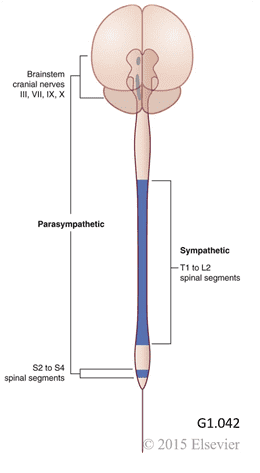 Brainstem
cranial nerves
III, VII, IX, X
Parasympathetic
Sympathetic
T1 to L2
spinal segments
S2 to S4
spinal segments
G1.042
© 2015 Elsevier